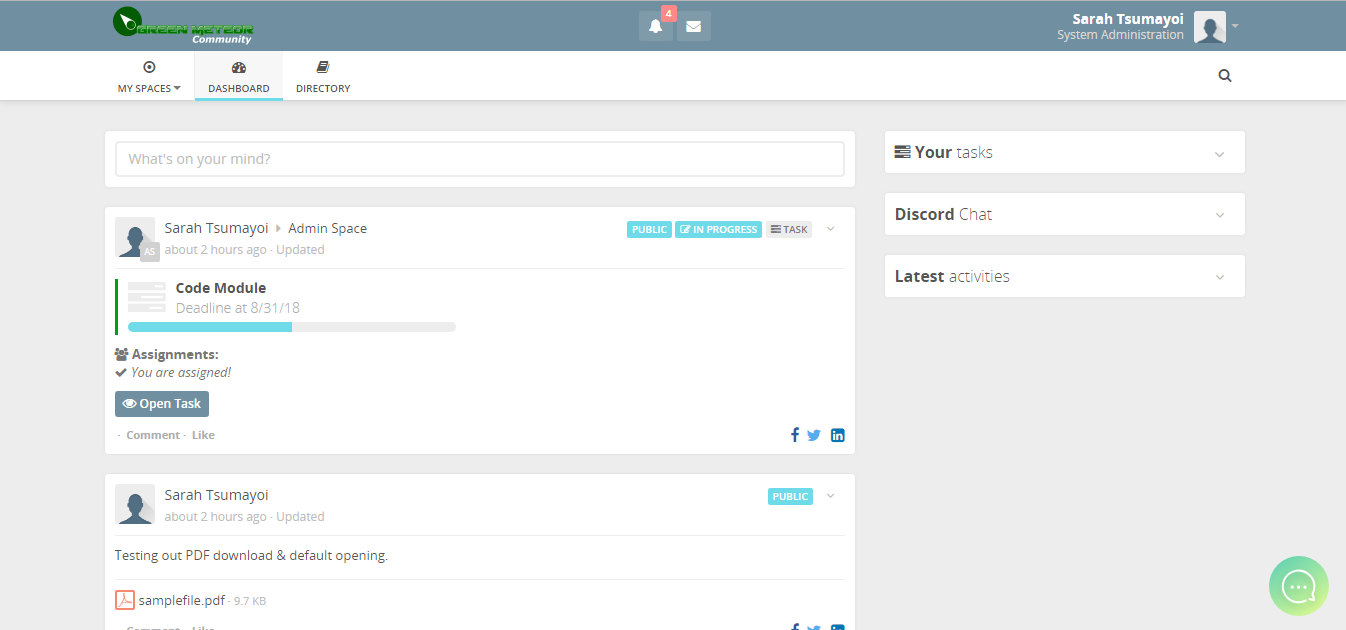 GREEN METEOR
Community
4
Sarah Tsumayoi
System Administration
MY SPACES
DASHBOARD
DIRECTORY
What's on your mind?
Sarah Tsumayoi Admin Space
about 2 hours ago · Updated
AS
PUBLIC
IN PROGRESS
TASK
Code Module
Deadline at 8/31/18
Assignments:
You are assigned!
Open Task
· Comment · Like
Sarah Tsumayoi
about 2 hours ago · Updated
PUBLIC
Testing out PDF download & default opening.
samplefile.pdf · 9.7 KB
Comment · Like
Your tasks
Discord Chat
Latest activities